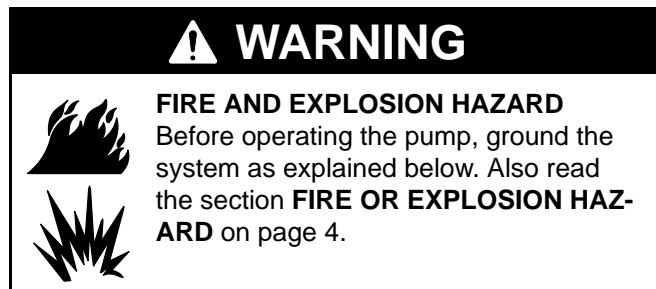 WARNING
FIRE AND EXPLOSION HAZARD
Before operating the pump, ground the
system as explained below. Also read
the section FIRE OR EXPLOSION HAZ-
ARD on page 4.